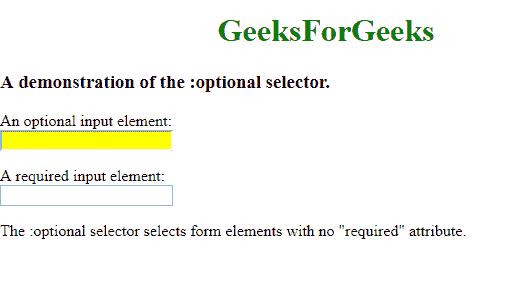 GeeksForGeeks
A demonstration of the :optional selector.
An optional input element:
A required input element:
The :optional selector selects form elements with no "required" attribute.